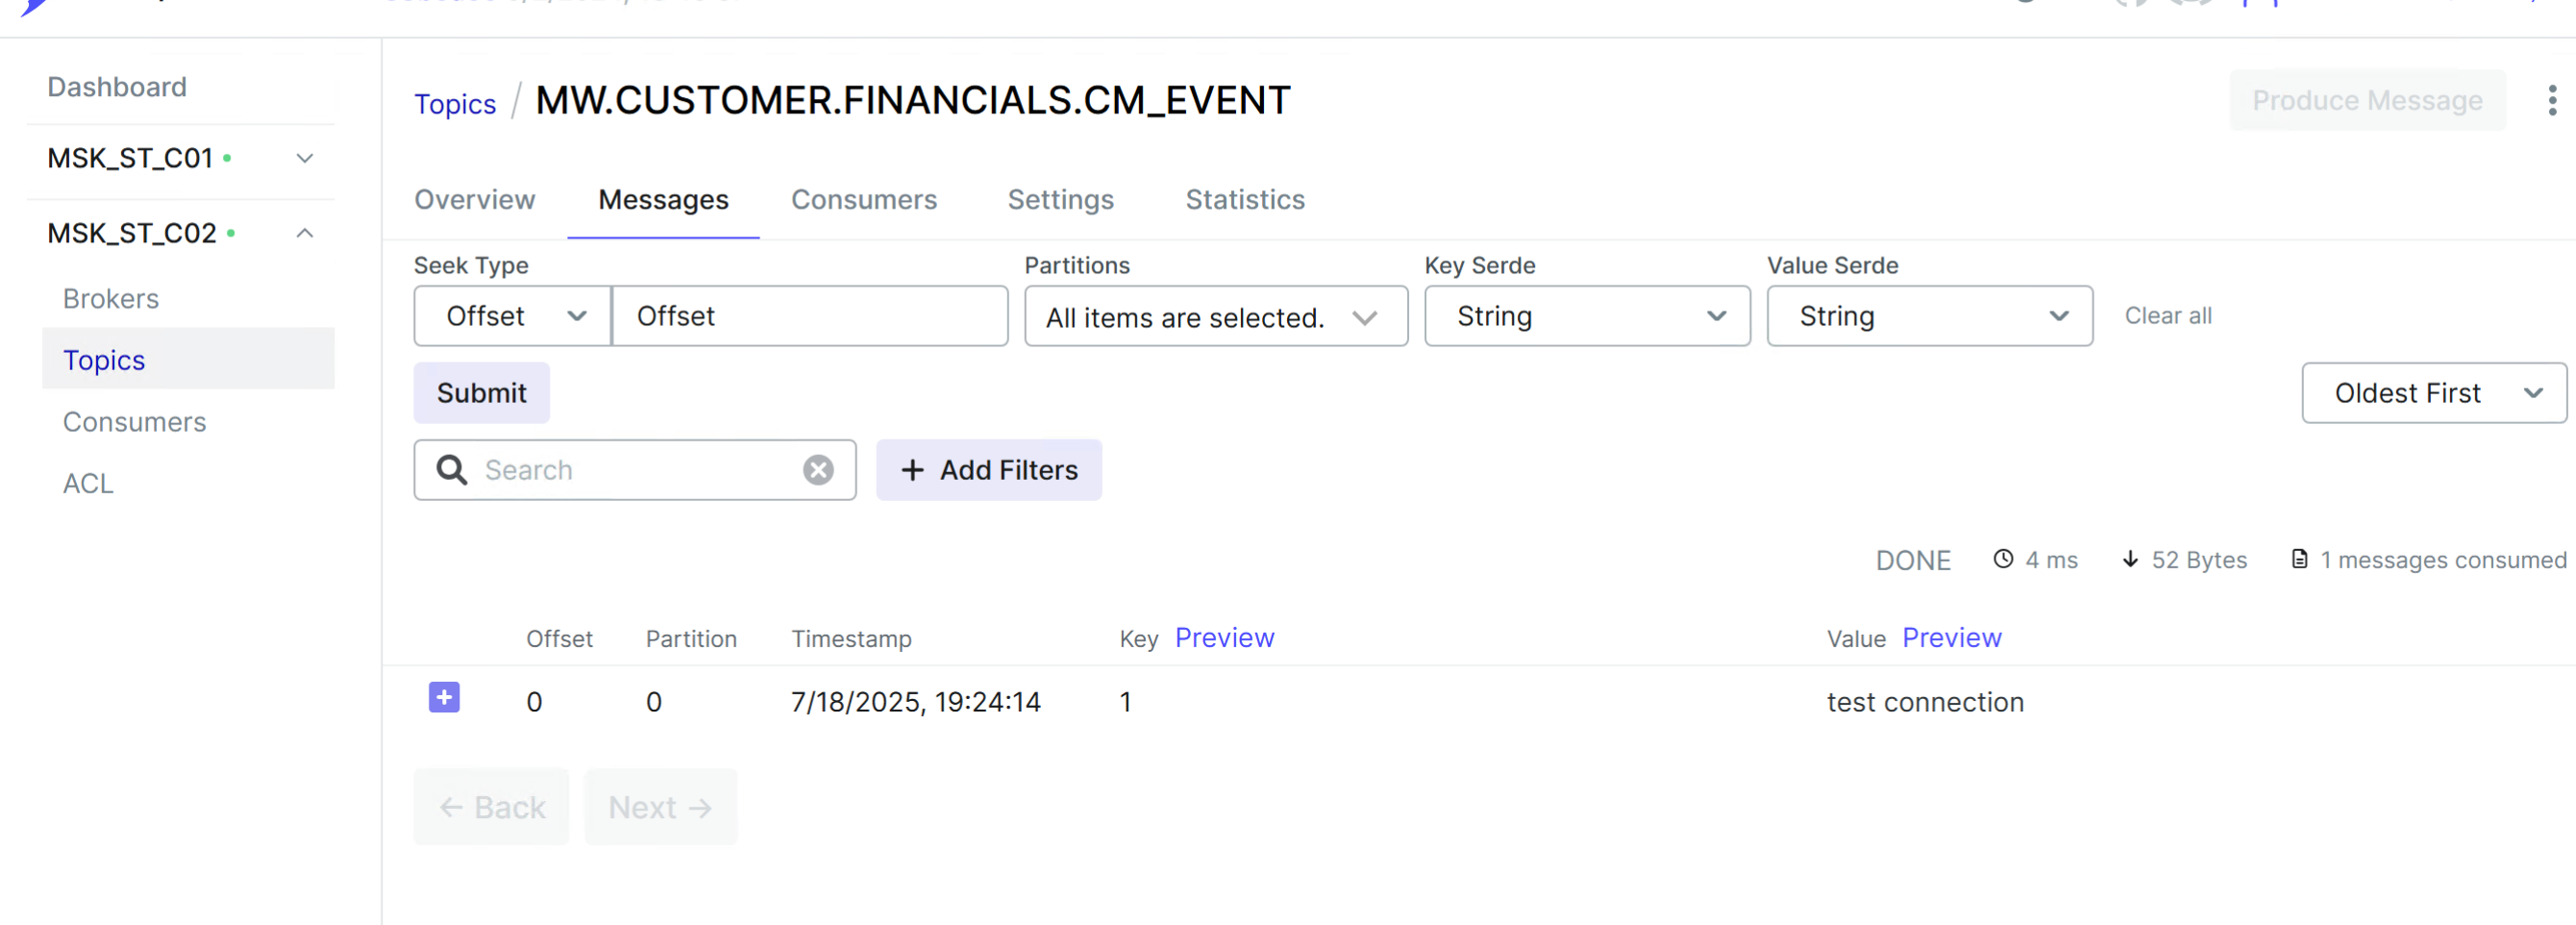 Dashboard
MSK_ST_C01
MSK_ST_C02
Brokers
Topics
Consumers
ACL
Topics / MW.CUSTOMER.FINANCIALS.CM_EVENT
Produce Message
Overview Messages Consumers Settings Statistics
Seek Type Partitions Key Serde Value Serde
Offset Offset All items are selected. String String Clear all
Submit Oldest First
Search + Add Filters
DONE 4 ms 52 Bytes 1 messages consumed
Offset Partition Timestamp Key Preview Value Preview
0 0 7/18/2025, 19:24:14 1 test connection
← Back Next →